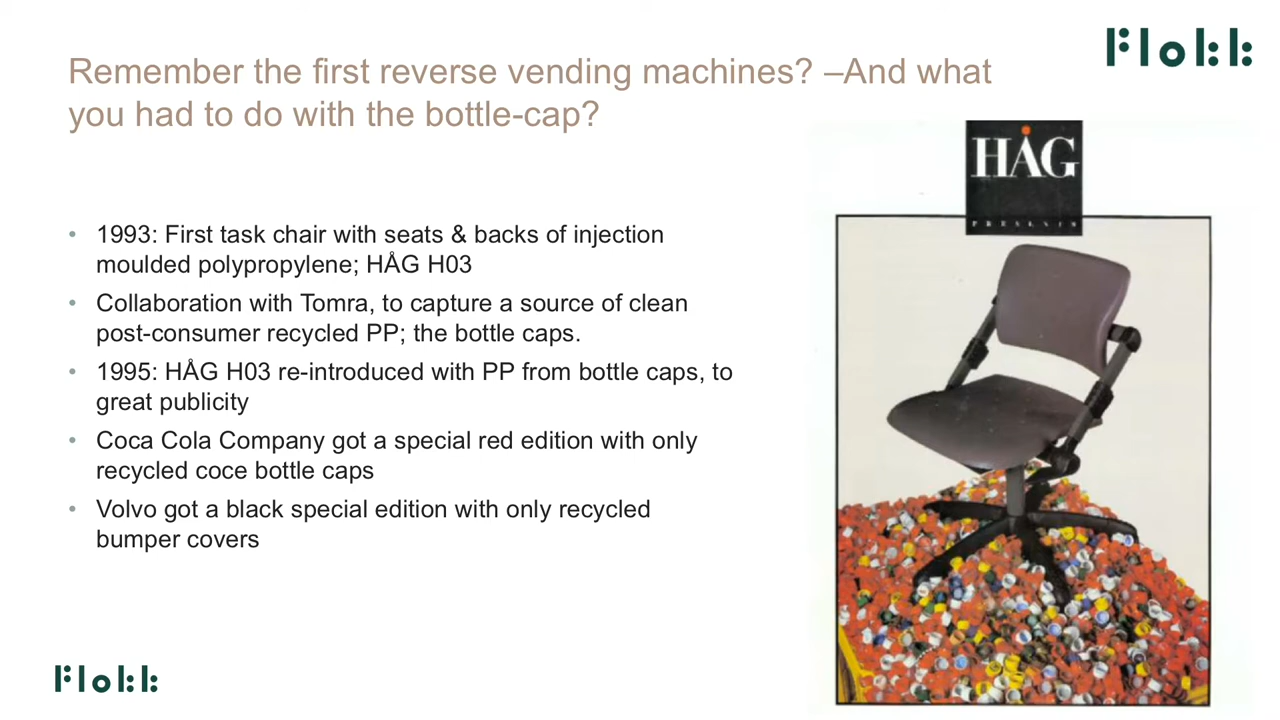 Flokk
Remember the first reverse vending machines? –And what
you had to do with the bottle-cap?
HÅG
PRESENTS
• 1993: First task chair with seats & backs of injection
moulded polypropylene; HÅG H03
• Collaboration with Tomra, to capture a source of clean
post-consumer recycled PP; the bottle caps.
• 1995: HÅG H03 re-introduced with PP from bottle caps, to
great publicity
• Coca Cola Company got a special red edition with only
recycled coce bottle caps
• Volvo got a black special edition with only recycled
bumper covers
Flokk